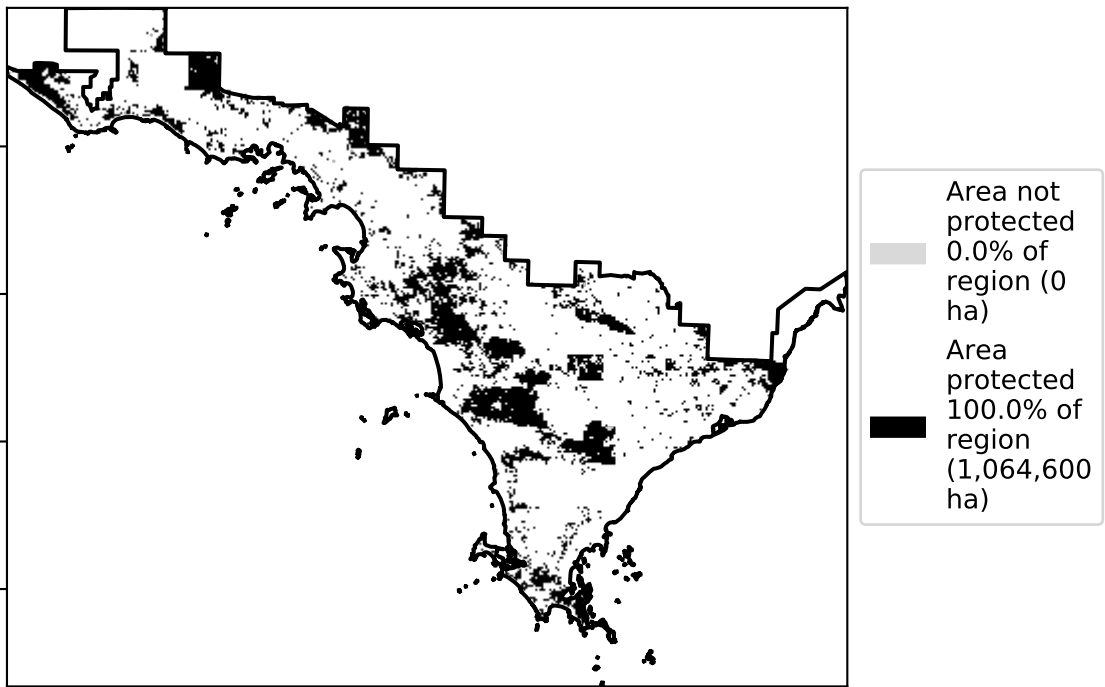 Area not
protected
0.0% of
region (0
ha)
Area
protected
100.0% of
region
(1,064,600
ha)